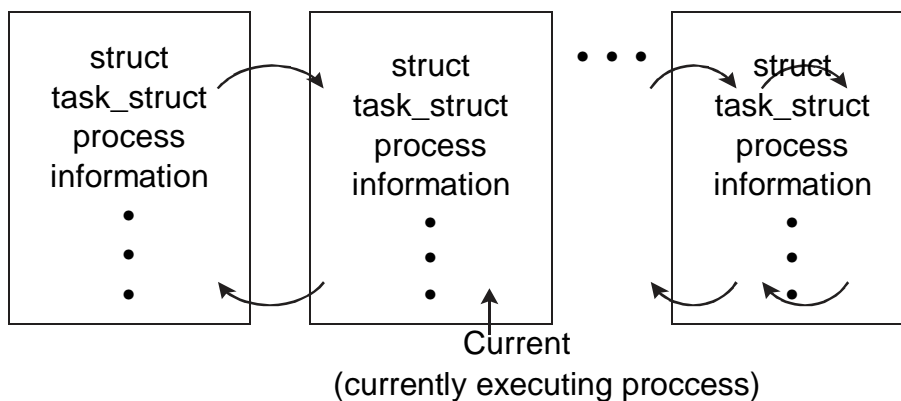 struct
task_struct
process
information
struct
task_struct
process
information
struct
task_struct
process
information
Current
(currently executing proccess)